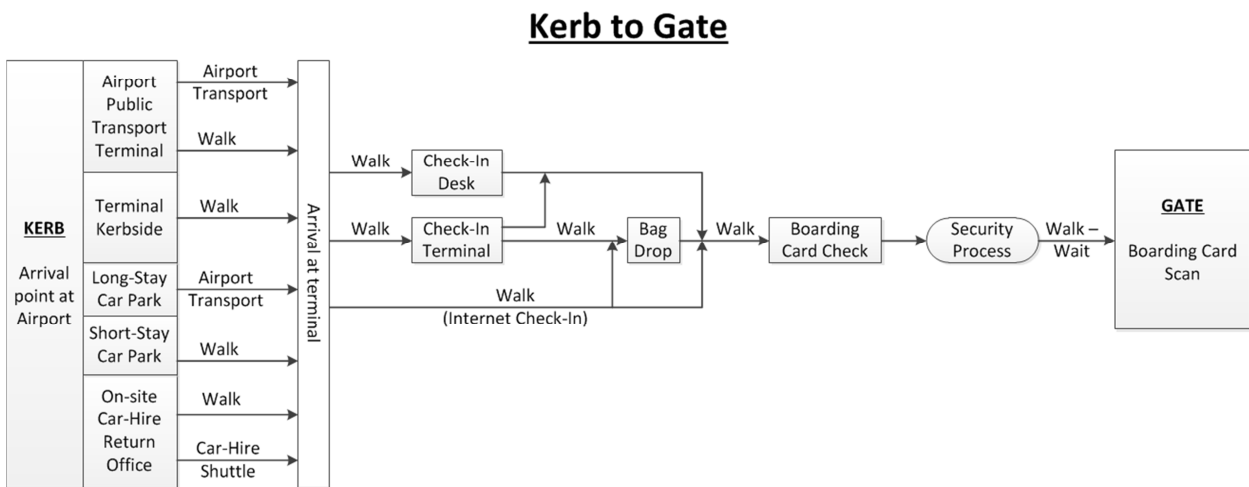 Kerb to Gate
KERB
Arrival
point at
Airport
Airport
Public
Transport
Terminal
Terminal
Kerbside
Long-Stay
Car Park
Short-Stay
Car Park
On-site
Car-Hire
Return
Office
Airport
Transport
Walk
Walk
Airport
Transport
Walk
Walk
Car-Hire
Shuttle
Arrival at terminal
Walk
Check-In
Desk
Walk
Check-In
Terminal
Walk
Bag
Drop
Walk
(Internet Check-In)
Walk
Boarding
Card Check
Security
Process
Walk –
Wait
GATE
Boarding Card
Scan